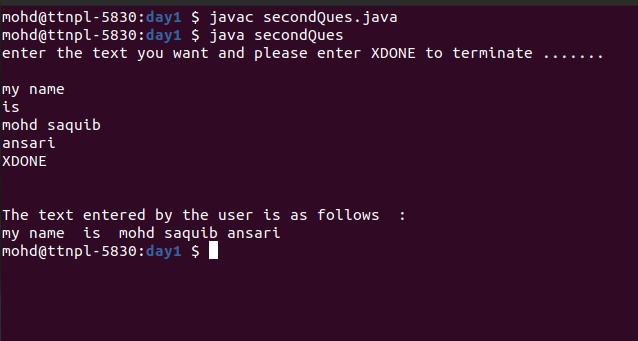 mohd@ttnpl-5830:day1 $ javac secondQues.java
mohd@ttnpl-5830:day1 $ java secondQues
enter the text you want and please enter XDONE to terminate .......
my name
is
mohd saquib
ansari
XDONE
The text entered by the user is as follows  :
my name  is  mohd saquib ansari
mohd@ttnpl-5830:day1 $